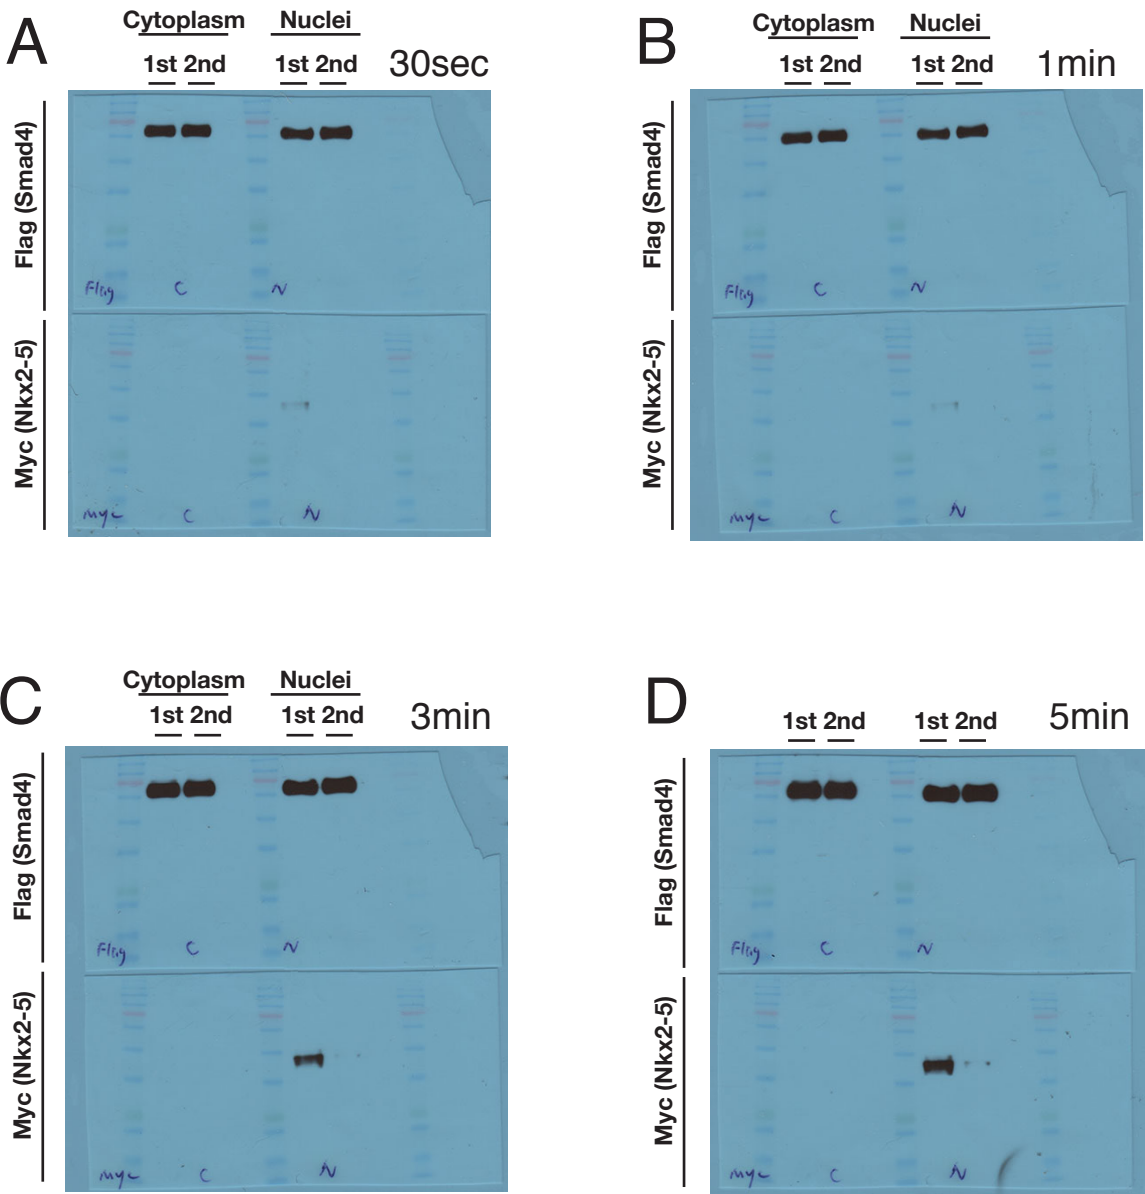 A
Cytoplasm Nuclei
1st 2nd 1st 2nd 30sec
Flag (Smad4)
Flag C N
Myc (Nkx2-5)
Myc C N
B
Cytoplasm Nuclei
1st 2nd 1st 2nd 1min
Flag (Smad4)
Flag C N
Myc (Nkx2-5)
Myc C N
C
Cytoplasm Nuclei
1st 2nd 1st 2nd 3min
Flag (Smad4)
Flag C N
Myc (Nkx2-5)
Myc C N
D
1st 2nd 1st 2nd 5min
Flag (Smad4)
Flag C N
Myc (Nkx2-5)
Myc C N